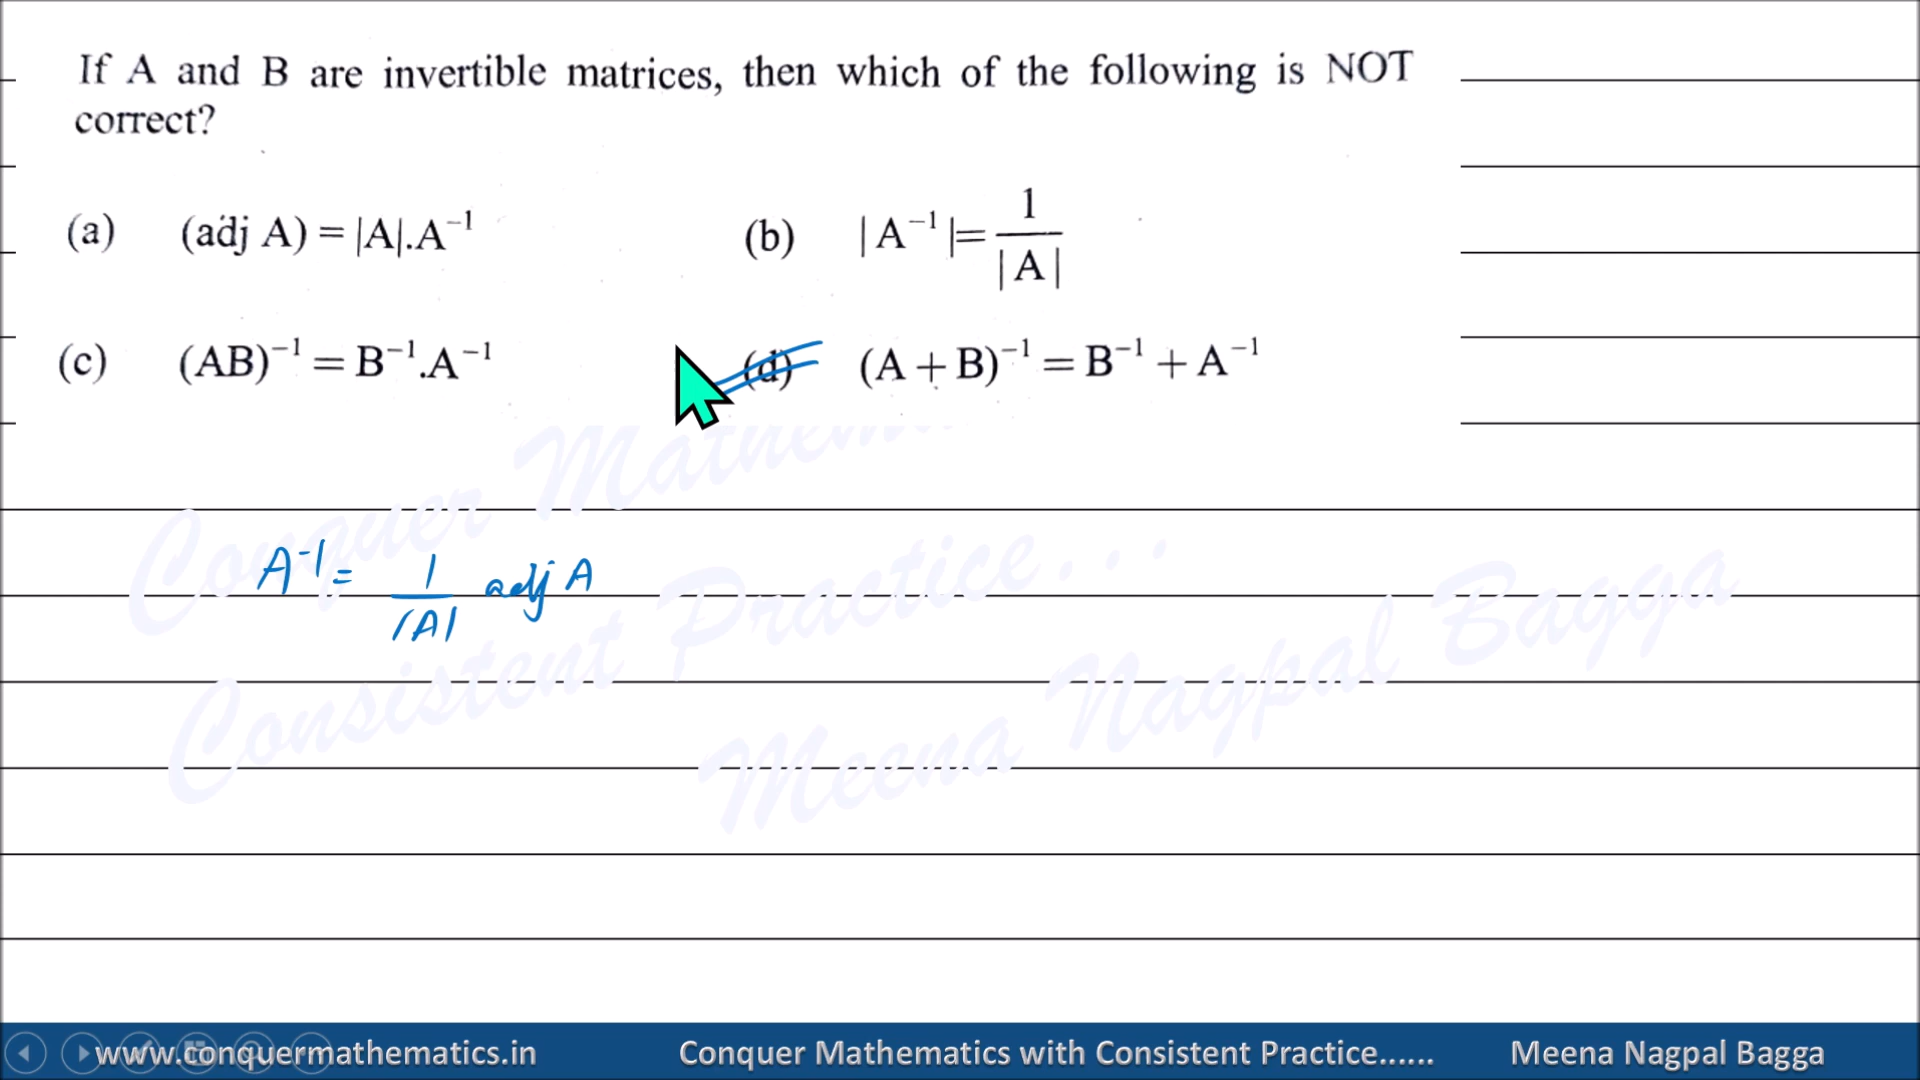 If A and B are invertible matrices, then which of the following is NOT
correct?
(a) (adj A) = |A|.A⁻¹ (b) |A⁻¹| = 1/|A|
(c) (AB)⁻¹ = B⁻¹.A⁻¹ (d) (A + B)⁻¹ = B⁻¹ + A⁻¹
Conquer Mathem
Consistent Practice...
Meena Nagpal Bagga
A⁻¹ = 1/|A| adj A
www.conquermathematics.in Conquer Mathematics with Consistent Practice...... Meena Nagpal Bagga